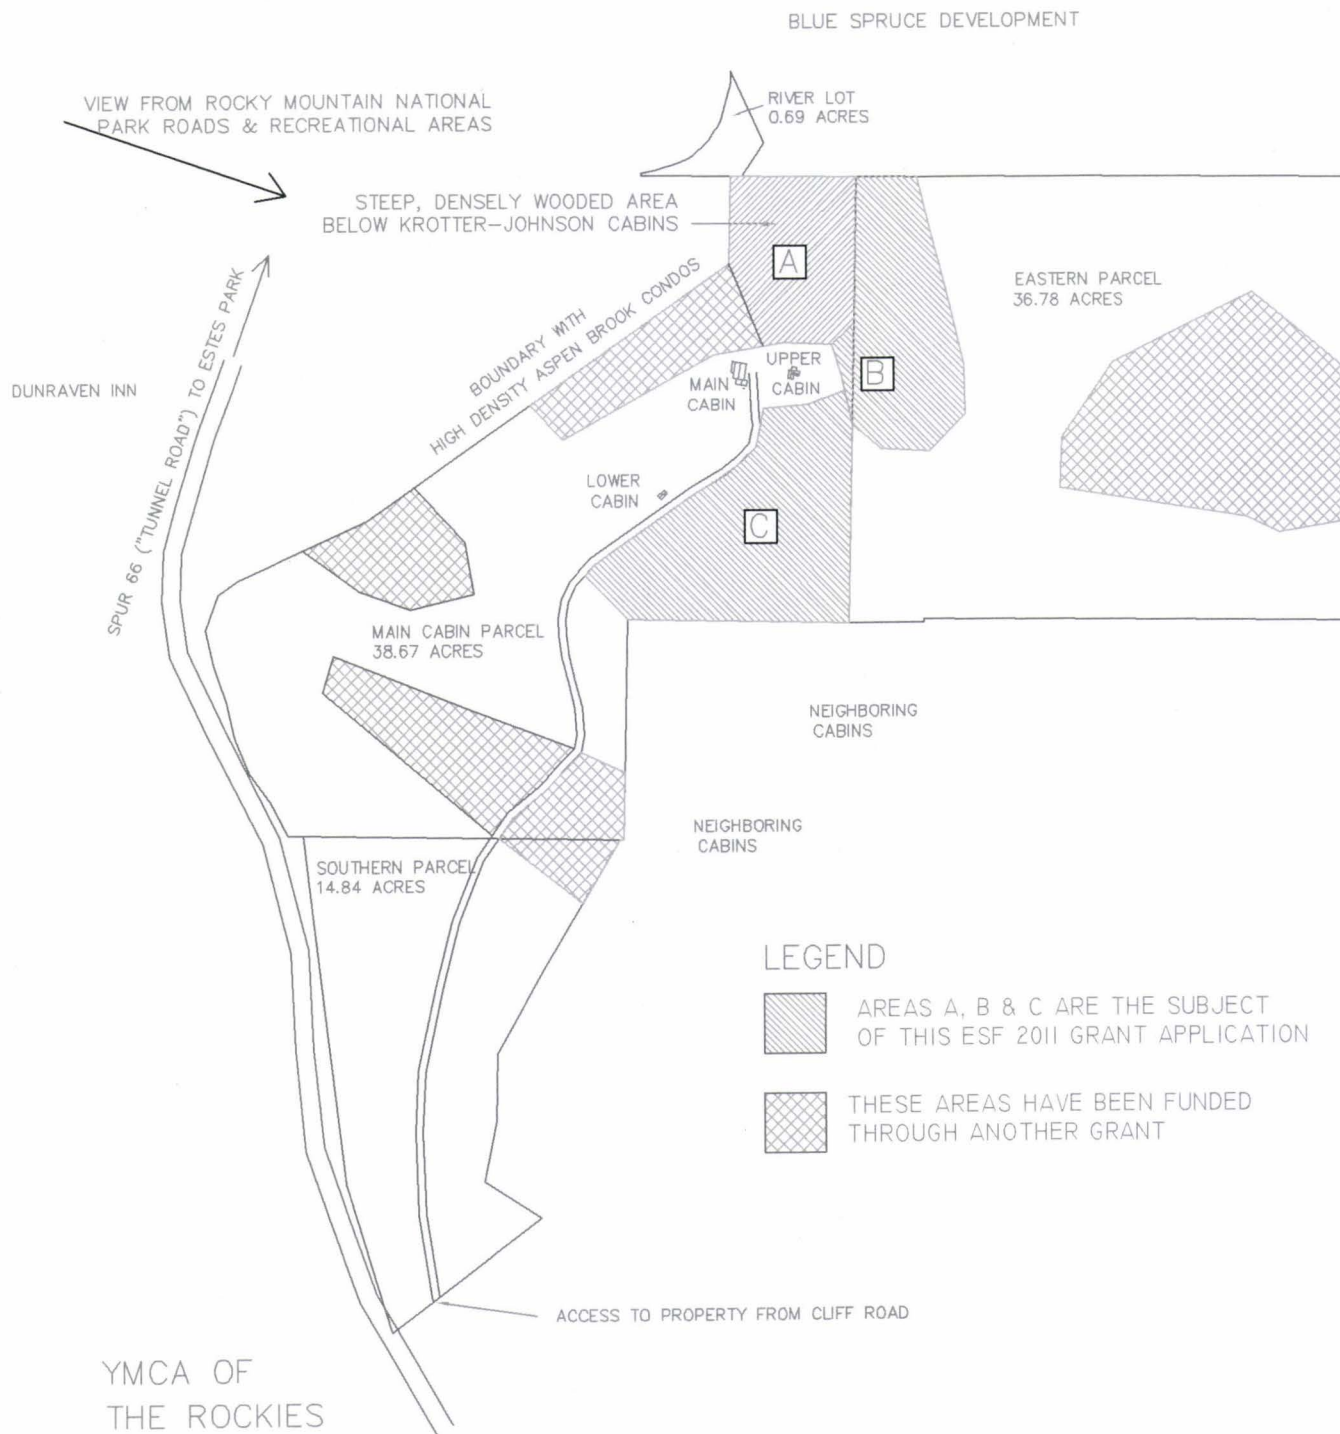 BLUE SPRUCE DEVELOPMENT
VIEW FROM ROCKY MOUNTAIN NATIONAL
PARK ROADS & RECREATIONAL AREAS
RIVER LOT
0.69 ACRES
STEEP, DENSELY WOODED AREA
BELOW KROTTER-JOHNSON CABINS
A
EASTERN PARCEL
36.78 ACRES
BOUNDARY WITH
HIGH DENSITY ASPEN BROOK CONDOS
SPUR 66 ("TUNNEL ROAD") TO ESTES PARK
DUNRAVEN INN
MAIN
CABIN
UPPER
CABIN
B
LOWER
CABIN
C
MAIN CABIN PARCEL
38.67 ACRES
NEIGHBORING
CABINS
NEIGHBORING
CABINS
SOUTHERN PARCEL
14.84 ACRES
LEGEND
AREAS A, B & C ARE THE SUBJECT
OF THIS ESF 2011 GRANT APPLICATION
THESE AREAS HAVE BEEN FUNDED
THROUGH ANOTHER GRANT
ACCESS TO PROPERTY FROM CLIFF ROAD
YMCA OF
THE ROCKIES